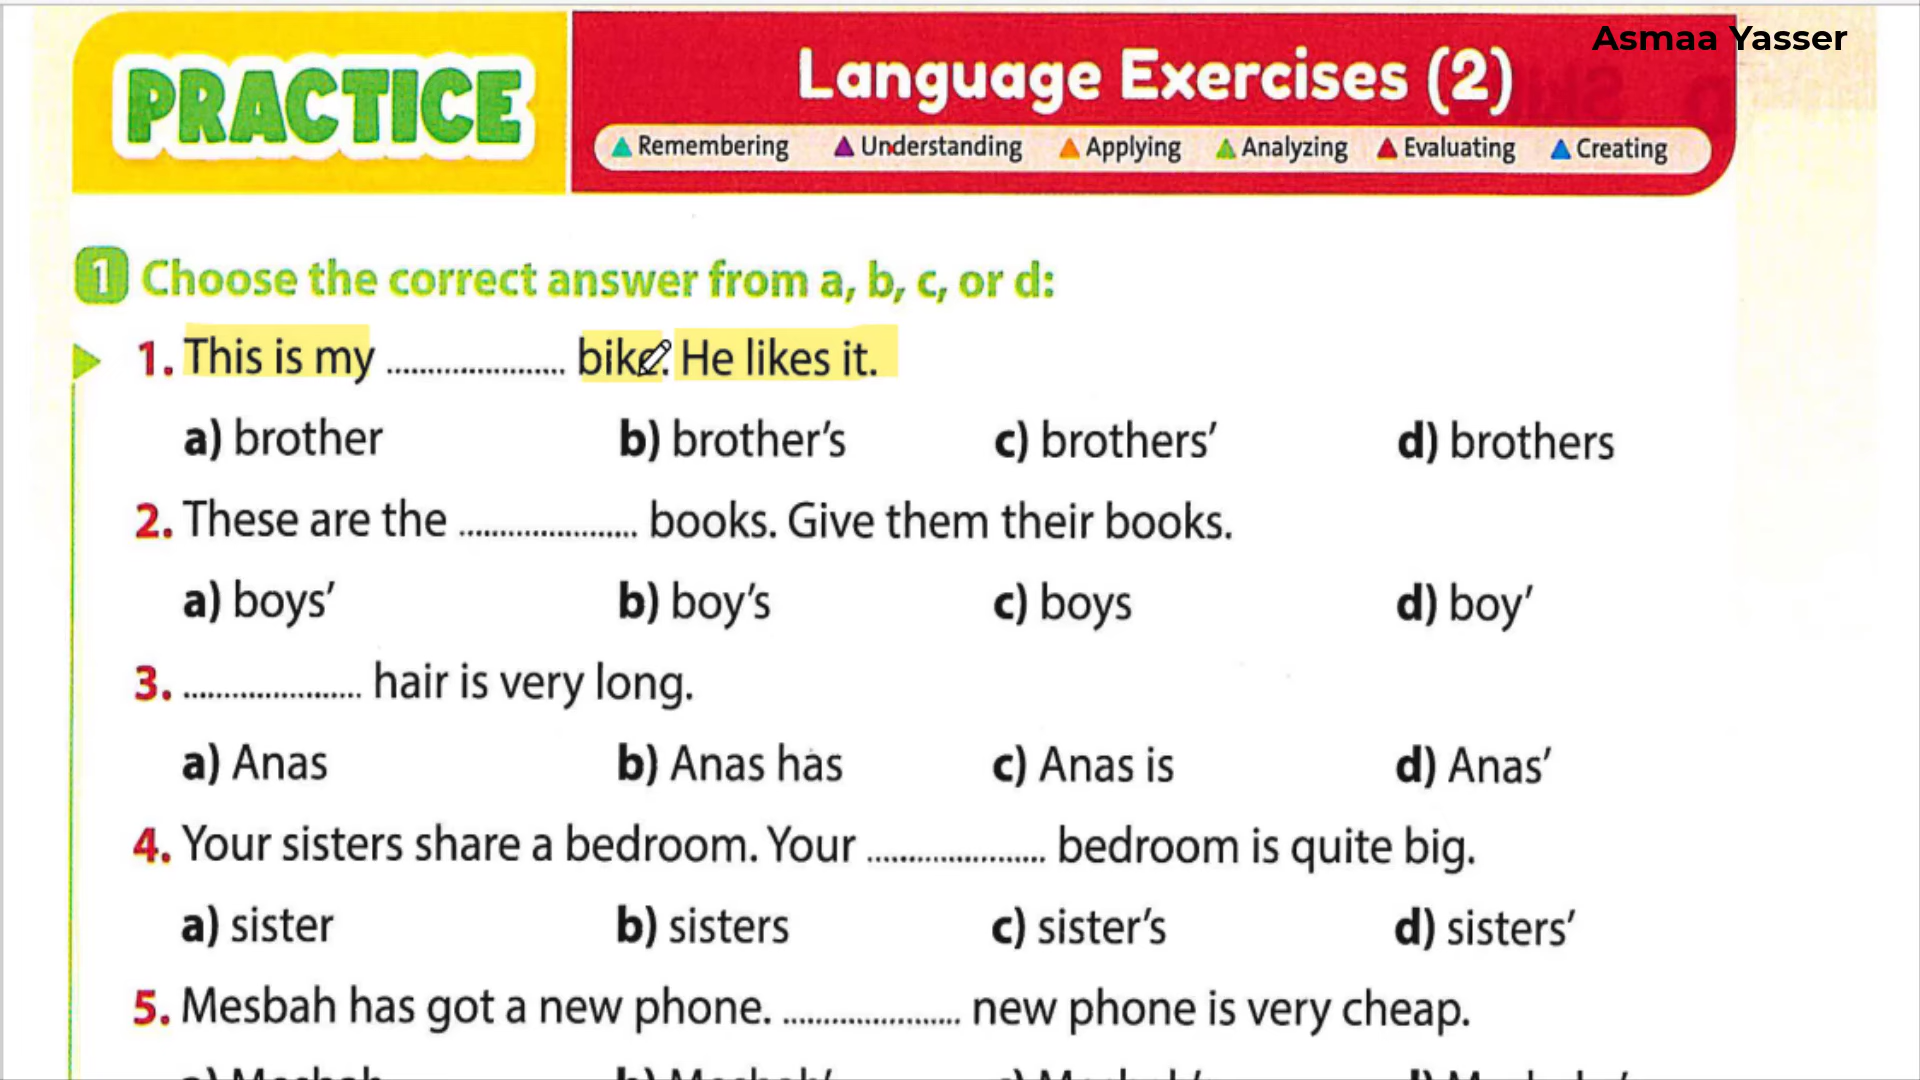 Asmaa Yasser
PRACTICE
Language Exercises (2)
Remembering Understanding Applying Analyzing Evaluating Creating
1 Choose the correct answer from a, b, c, or d:
1. This is my ...................... bike. He likes it.
a) brother b) brother’s c) brothers’ d) brothers
2. These are the ...................... books. Give them their books.
a) boys’ b) boy’s c) boys d) boy’
3. ...................... hair is very long.
a) Anas b) Anas has c) Anas is d) Anas’
4. Your sisters share a bedroom. Your ...................... bedroom is quite big.
a) sister b) sisters c) sister’s d) sisters’
5. Mesbah has got a new phone. ...................... new phone is very cheap.